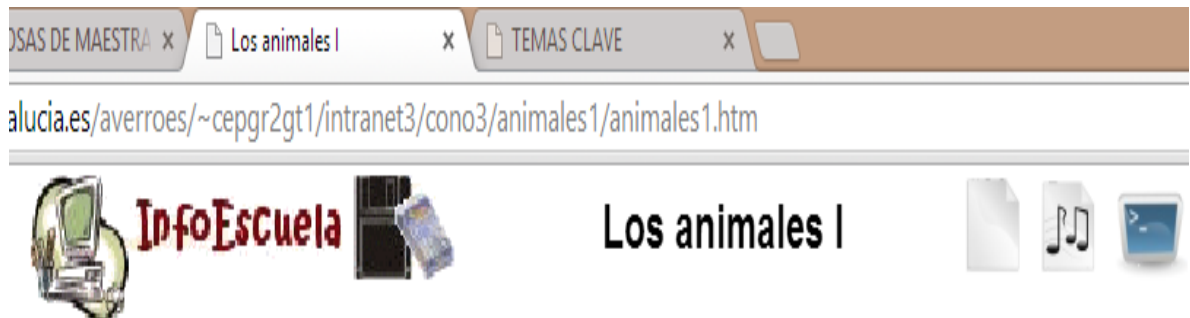 OSAS DE MAESTRA Los animales I TEMAS CLAVE
alucia.es/averroes/~cepgr2gt1/intranet3/cono3/animales1/animales1.htm
InfoEscuela Los animales I